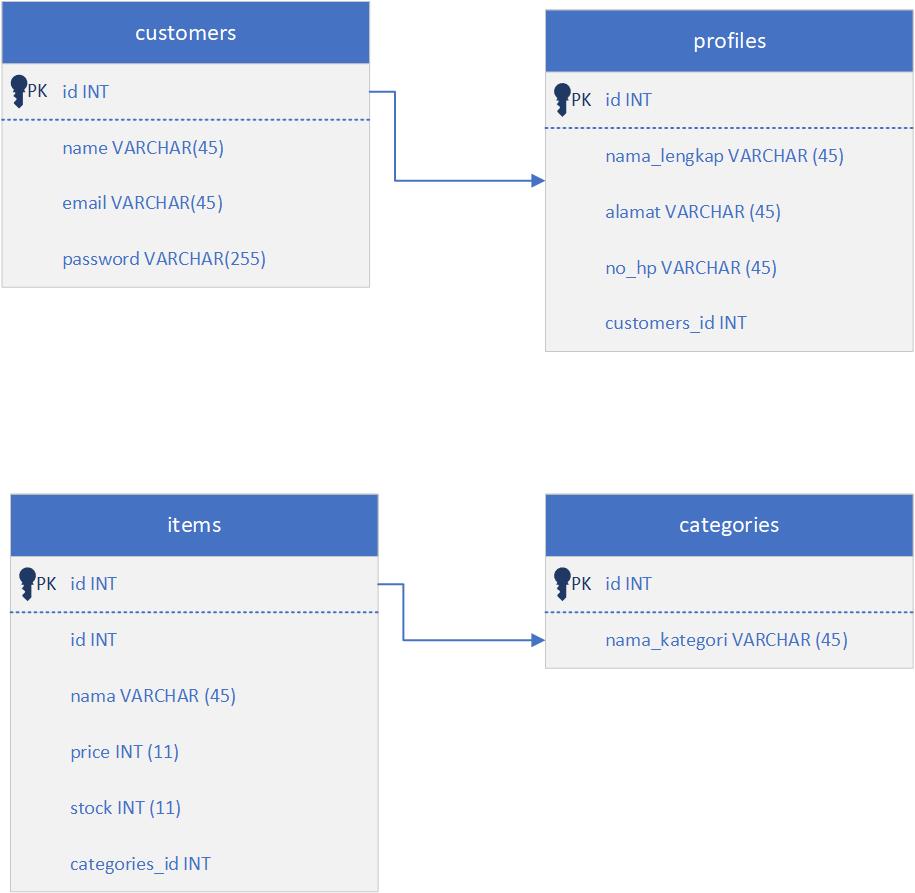 customers
PK id INT
name VARCHAR(45)
email VARCHAR(45)
password VARCHAR(255)
profiles
PK id INT
nama_lengkap VARCHAR (45)
alamat VARCHAR (45)
no_hp VARCHAR (45)
customers_id INT
items
PK id INT
id INT
nama VARCHAR (45)
price INT (11)
stock INT (11)
categories_id INT
categories
PK id INT
nama_kategori VARCHAR (45)